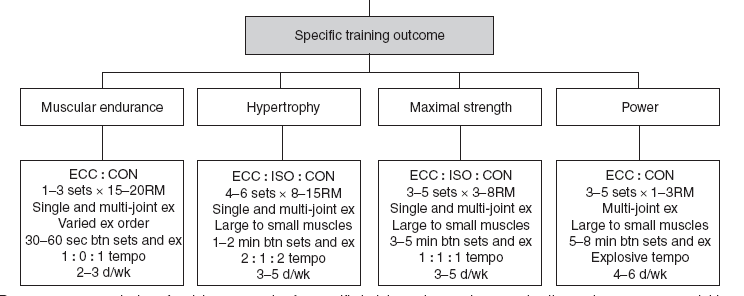 Specific training outcome
Muscular endurance
Hypertrophy
Maximal strength
Power
ECC : CON
1–3 sets × 15–20RM
Single and multi-joint ex
Varied ex order
30–60 sec btn sets and ex
1 : 0 : 1 tempo
2–3 d/wk
ECC : ISO : CON
4–6 sets × 8–15RM
Single and multi-joint ex
Large to small muscles
1–2 min btn sets and ex
2 : 1 : 2 tempo
3–5 d/wk
ECC : ISO : CON
3–5 sets × 3–8RM
Single and multi-joint ex
Large to small muscles
3–5 min btn sets and ex
1 : 1 : 1 tempo
3–5 d/wk
ECC : CON
3–5 sets × 1–3RM
Multi-joint ex
Large to small muscles
5–8 min btn sets and ex
Explosive tempo
4–6 d/wk